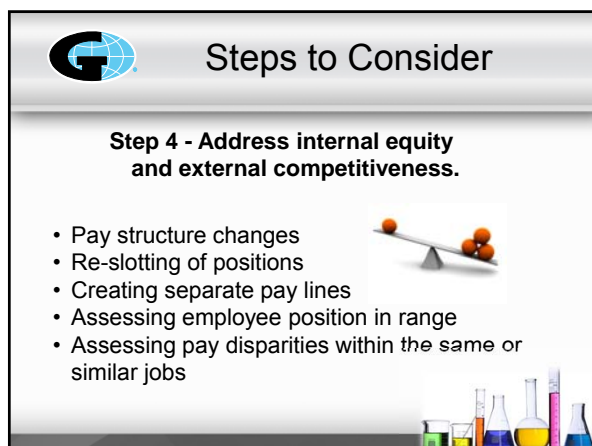 Steps to Consider
Step 4 - Address internal equity
and external competitiveness.
• Pay structure changes
• Re-slotting of positions
• Creating separate pay lines
• Assessing employee position in range
• Assessing pay disparities within the same or
similar jobs